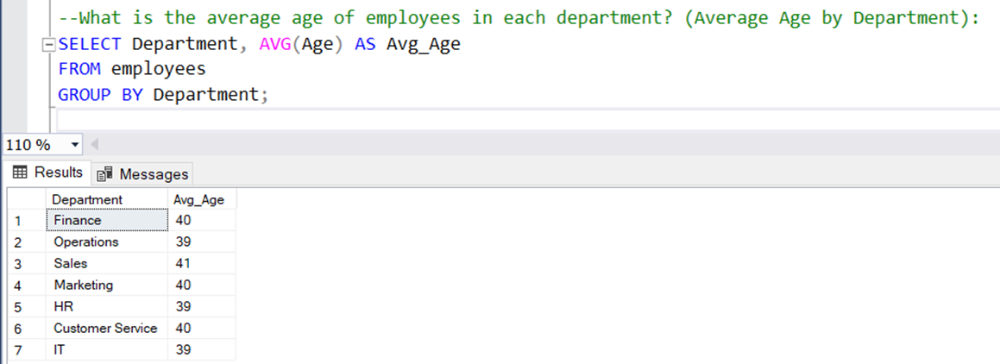 --What is the average age of employees in each department? (Average Age by Department):
SELECT Department, AVG(Age) AS Avg_Age
FROM employees
GROUP BY Department;
110 %
Results Messages
Department Avg_Age
1 Finance 40
2 Operations 39
3 Sales 41
4 Marketing 40
5 HR 39
6 Customer Service 40
7 IT 39